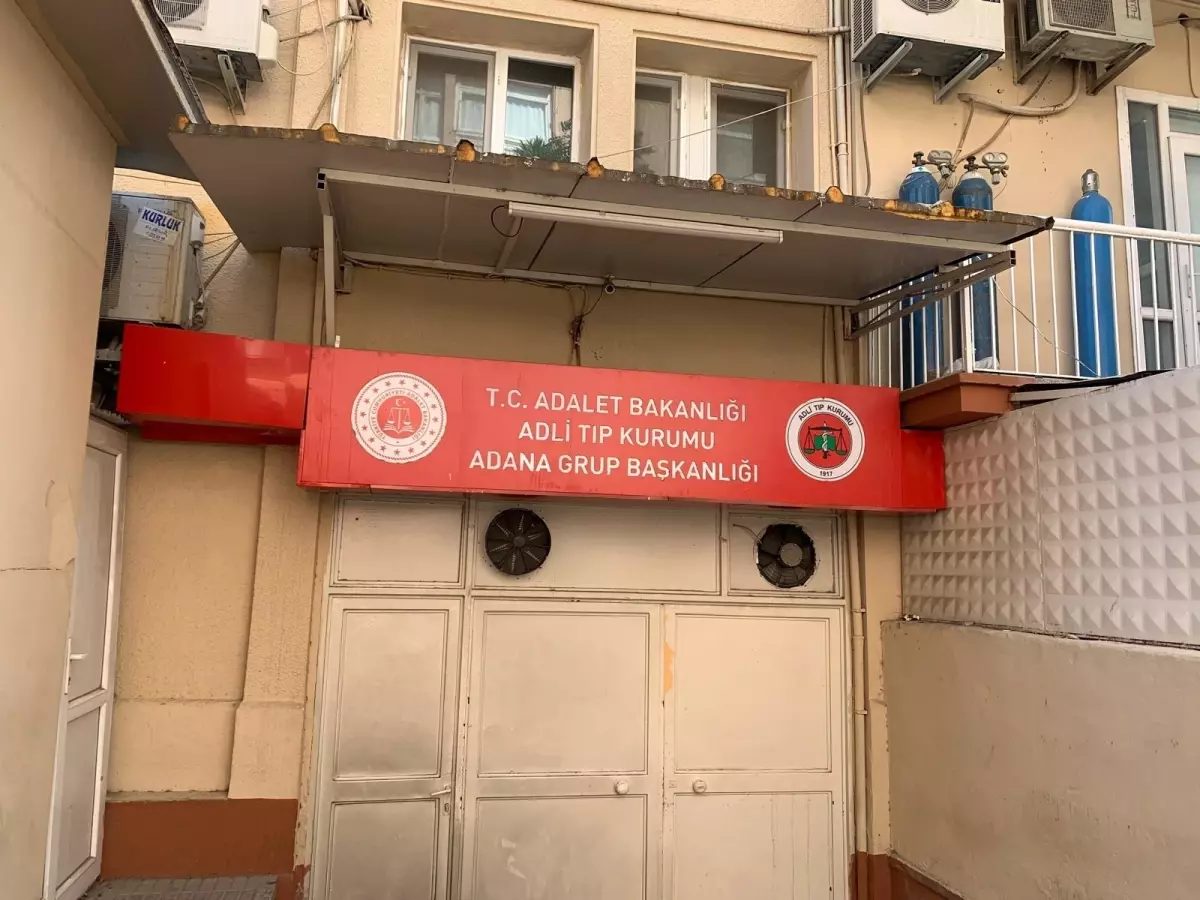 KURLUK
T.C. ADALET BAKANLIĞI
ADLİ TIP KURUMU
ADANA GRUP BAŞKANLIĞI
ADLİ TIP KURUMU
1917